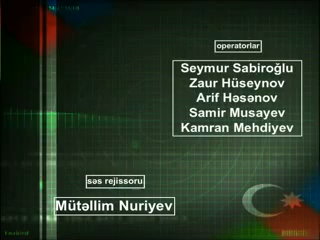 operatorlar
Seymur Sabiroğlu
Zaur Hüseynov
Arif Həsənov
Samir Musayev
Kamran Mehdiyev
səs rejissoru
Mütəllim Nuriyev